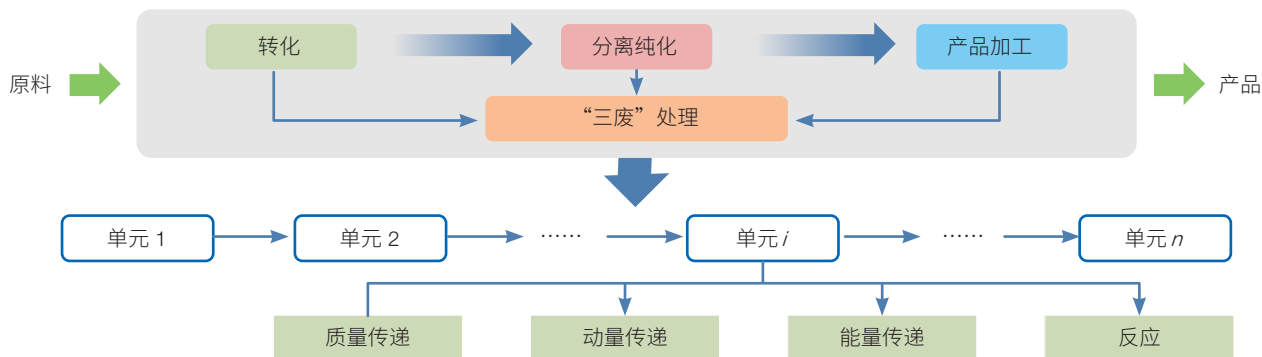 转化
分离纯化
产品加工
原料
产品
“三废”处理
单元 1
单元 2
……
单元 i
……
单元 n
质量传递
动量传递
能量传递
反应